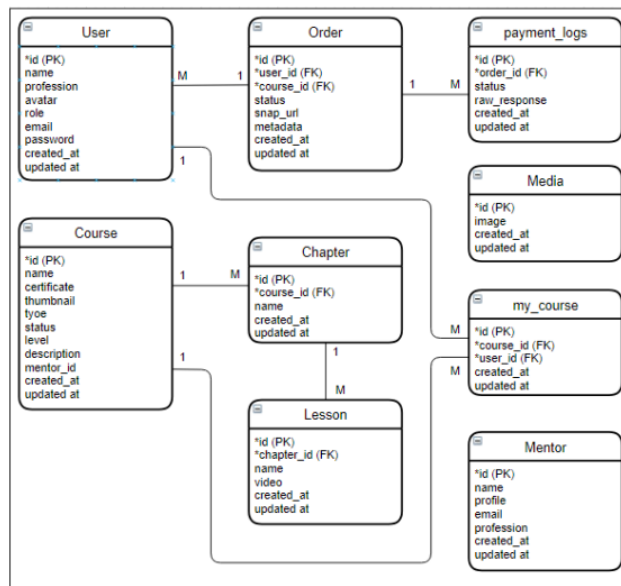 User
*id (PK)
name
profession
avatar
role
email
password
created_at
updated at
M
1
Order
*id (PK)
*user_id (FK)
*course_id (FK)
status
snap_url
metadata
created_at
updated at
1
M
payment_logs
*id (PK)
*order_id (FK)
status
raw_response
created_at
updated at
1
Media
*id (PK)
image
created_at
updated at
Course
*id (PK)
name
certificate
thumbnail
tyoe
status
level
description
mentor_id
created_at
updated at
1
M
1
Chapter
*id (PK)
*course_id (FK)
name
created_at
updated at
1
M
Lesson
*id (PK)
*chapter_id (FK)
name
video
created_at
updated at
my_course
*id (PK)
*course_id (FK)
*user_id (FK)
created_at
updated at
M
M
Mentor
*id (PK)
name
profile
email
profession
created_at
updated at